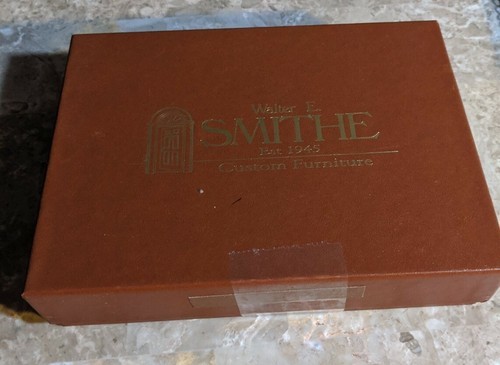 Walter E.
SMITHE
Est 1945
Custom Furniture